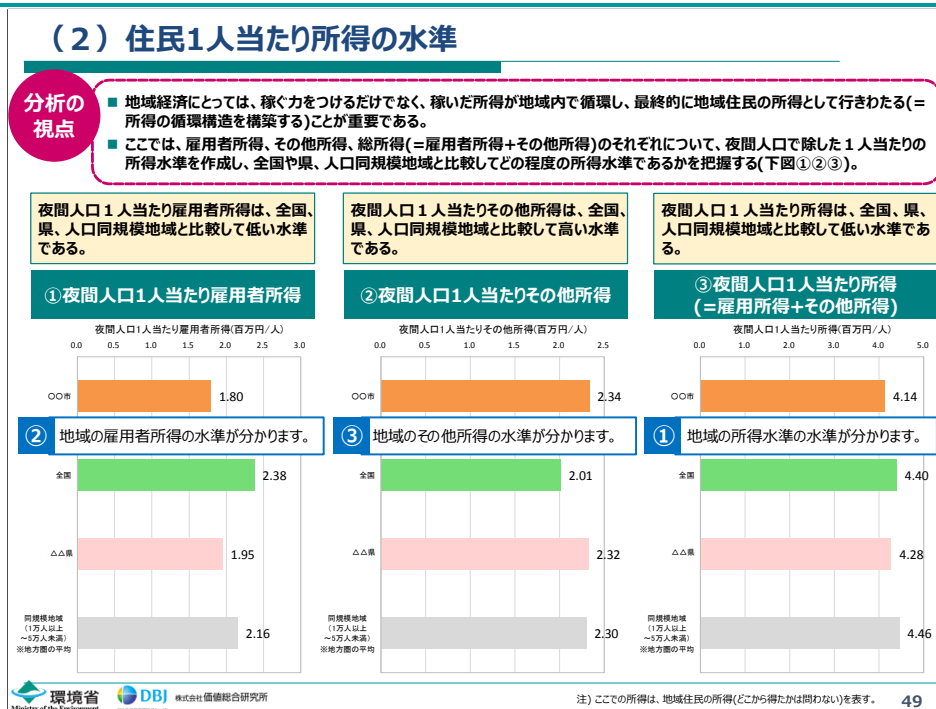 （２）住民1人当たり所得の水準
分析の
視点
■ 地域経済にとっては、稼ぐ力をつけるだけでなく、稼いだ所得が地域内で循環し、最終的に地域住民の所得として行きわたる(＝
所得の循環構造を構築する)ことが重要である。
■ ここでは、雇用者所得、その他所得、総所得(=雇用者所得+その他所得)のそれぞれについて、夜間人口で除した１人当たりの
所得水準を作成し、全国や県、人口同規模地域と比較してどの程度の所得水準であるかを把握する(下図①②③)。
夜間人口１人当たり雇用者所得は、全国、
県、人口同規模地域と比較して低い水準
である。
①夜間人口1人当たり雇用者所得
夜間人口1人当たり雇用者所得(百万円/人)
0.0 0.5 1.0 1.5 2.0 2.5 3.0
○○市 1.80
② 地域の雇用者所得の水準が分かります。
全国 2.38
△△県 1.95
同規模地域
(1万人以上
～5万人未満)
※地方圏の平均
2.16
夜間人口１人当たりその他所得は、全国、
県、人口同規模地域と比較して高い水準
である。
②夜間人口1人当たりその他所得
夜間人口1人当たりその他所得(百万円/人)
0.0 0.5 1.0 1.5 2.0 2.5
○○市 2.34
③ 地域のその他所得の水準が分かります。
全国 2.01
△△県 2.32
同規模地域
(1万人以上
～5万人未満)
※地方圏の平均
2.30
夜間人口１人当たり所得は、全国、県、
人口同規模地域と比較して低い水準であ
る。
③夜間人口1人当たり所得
(=雇用所得+その他所得)
夜間人口1人当たり所得(百万円/人)
0.0 1.0 2.0 3.0 4.0 5.0
○○市 4.14
① 地域の所得水準の水準が分かります。
全国 4.40
△△県 4.28
同規模地域
(1万人以上
～5万人未満)
※地方圏の平均
4.46
環境省
Ministry of the Environment
DBJ 株式会社価値総合研究所
注) ここでの所得は、地域住民の所得(どこから得たかは問わない)を表す。
49